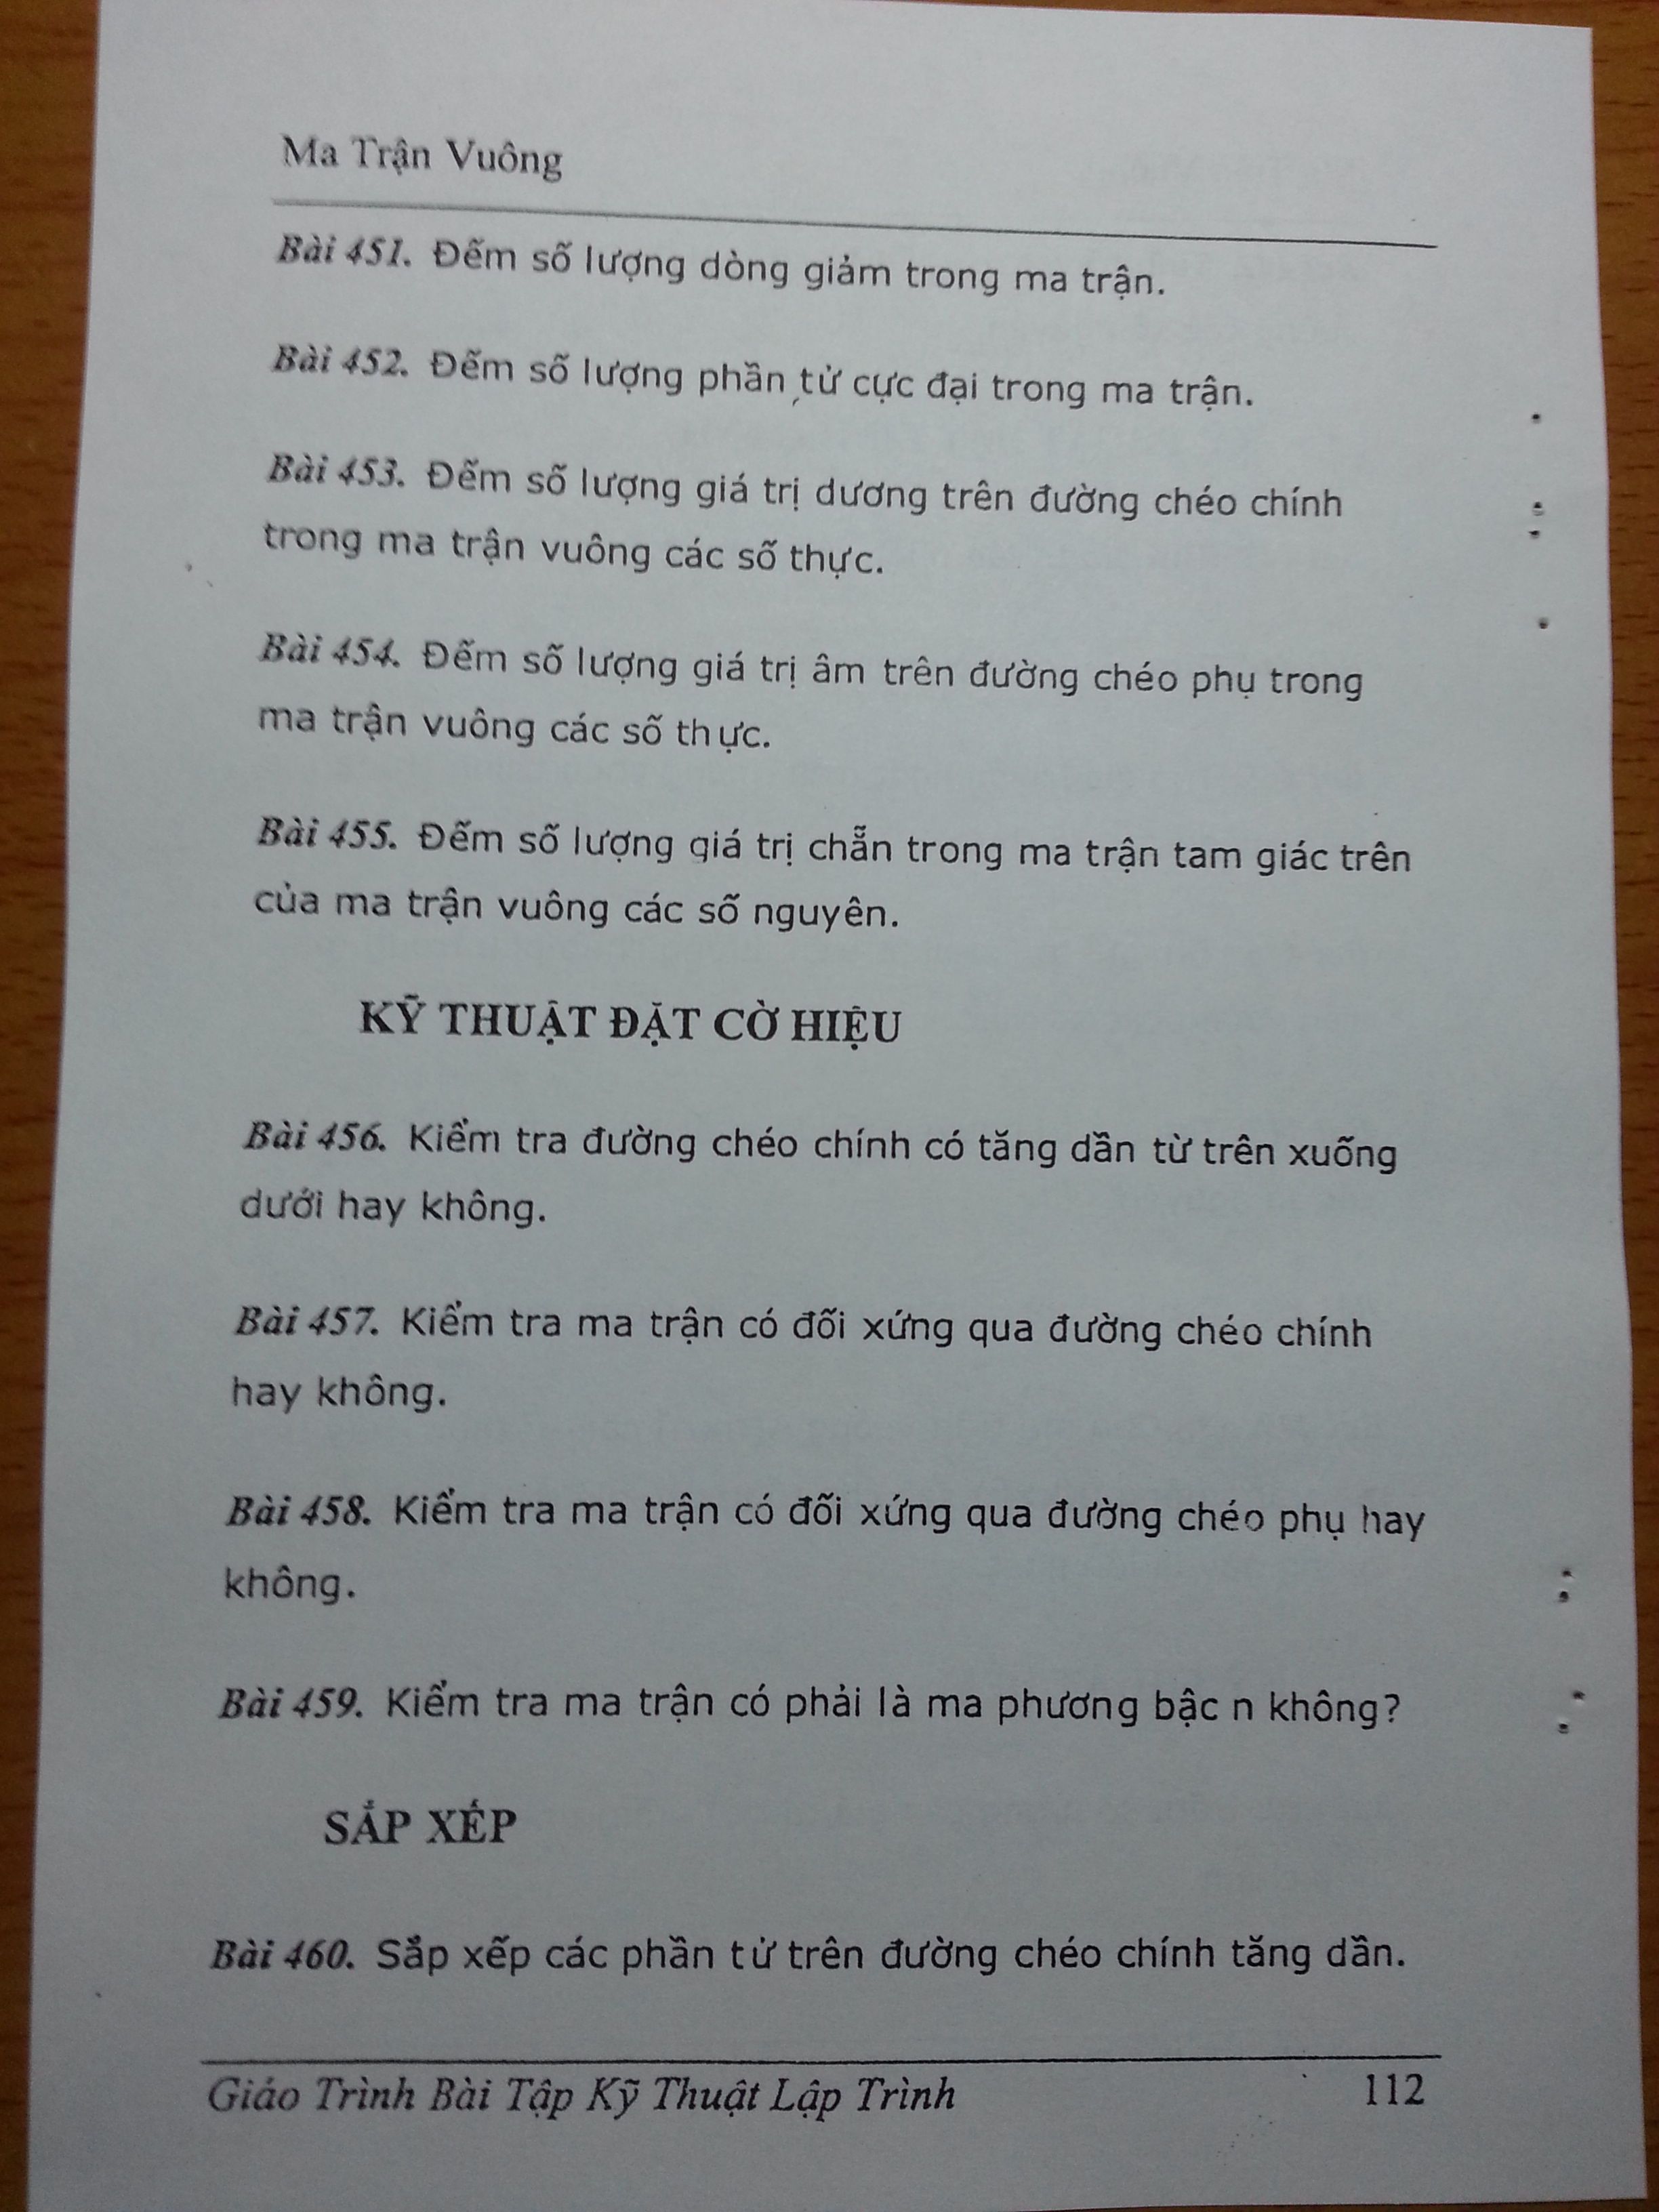 Ma Trận Vuông
Bài 451. Đếm số lượng dòng giảm trong ma trận.
Bài 452. Đếm số lượng phần tử cực đại trong ma trận.
Bài 453. Đếm số lượng giá trị dương trên đường chéo chính
trong ma trận vuông các số thực.
Bài 454. Đếm số lượng giá trị âm trên đường chéo phụ trong
ma trận vuông các số thực.
Bài 455. Đếm số lượng giá trị chẵn trong ma trận tam giác trên
của ma trận vuông các số nguyên.
KỸ THUẬT ĐẶT CỜ HIỆU
Bài 456. Kiểm tra đường chéo chính có tăng dần từ trên xuống
dưới hay không.
Bài 457. Kiểm tra ma trận có đối xứng qua đường chéo chính
hay không.
Bài 458. Kiểm tra ma trận có đối xứng qua đường chéo phụ hay
không.
Bài 459. Kiểm tra ma trận có phải là ma phương bậc n không?
SẮP XẾP
Bài 460. Sắp xếp các phần tử trên đường chéo chính tăng dần.
Giáo Trình Bài Tập Kỹ Thuật Lập Trình 112